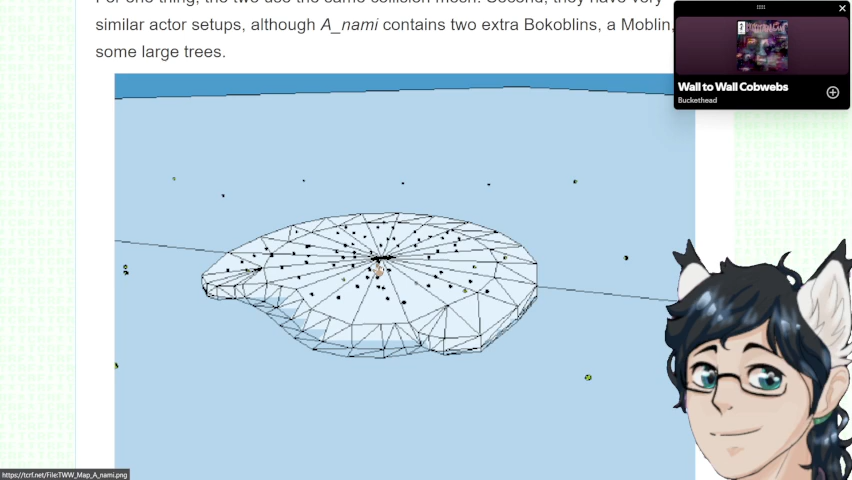 For one thing, the two use the same collision mesh. Second, they have very
similar actor setups, although A_nami contains two extra Bokoblins, a Moblin,
some large trees.
Wall to Wall Cobwebs
Buckethead
https://tcrf.net/File:TWW_Map_A_nami.png